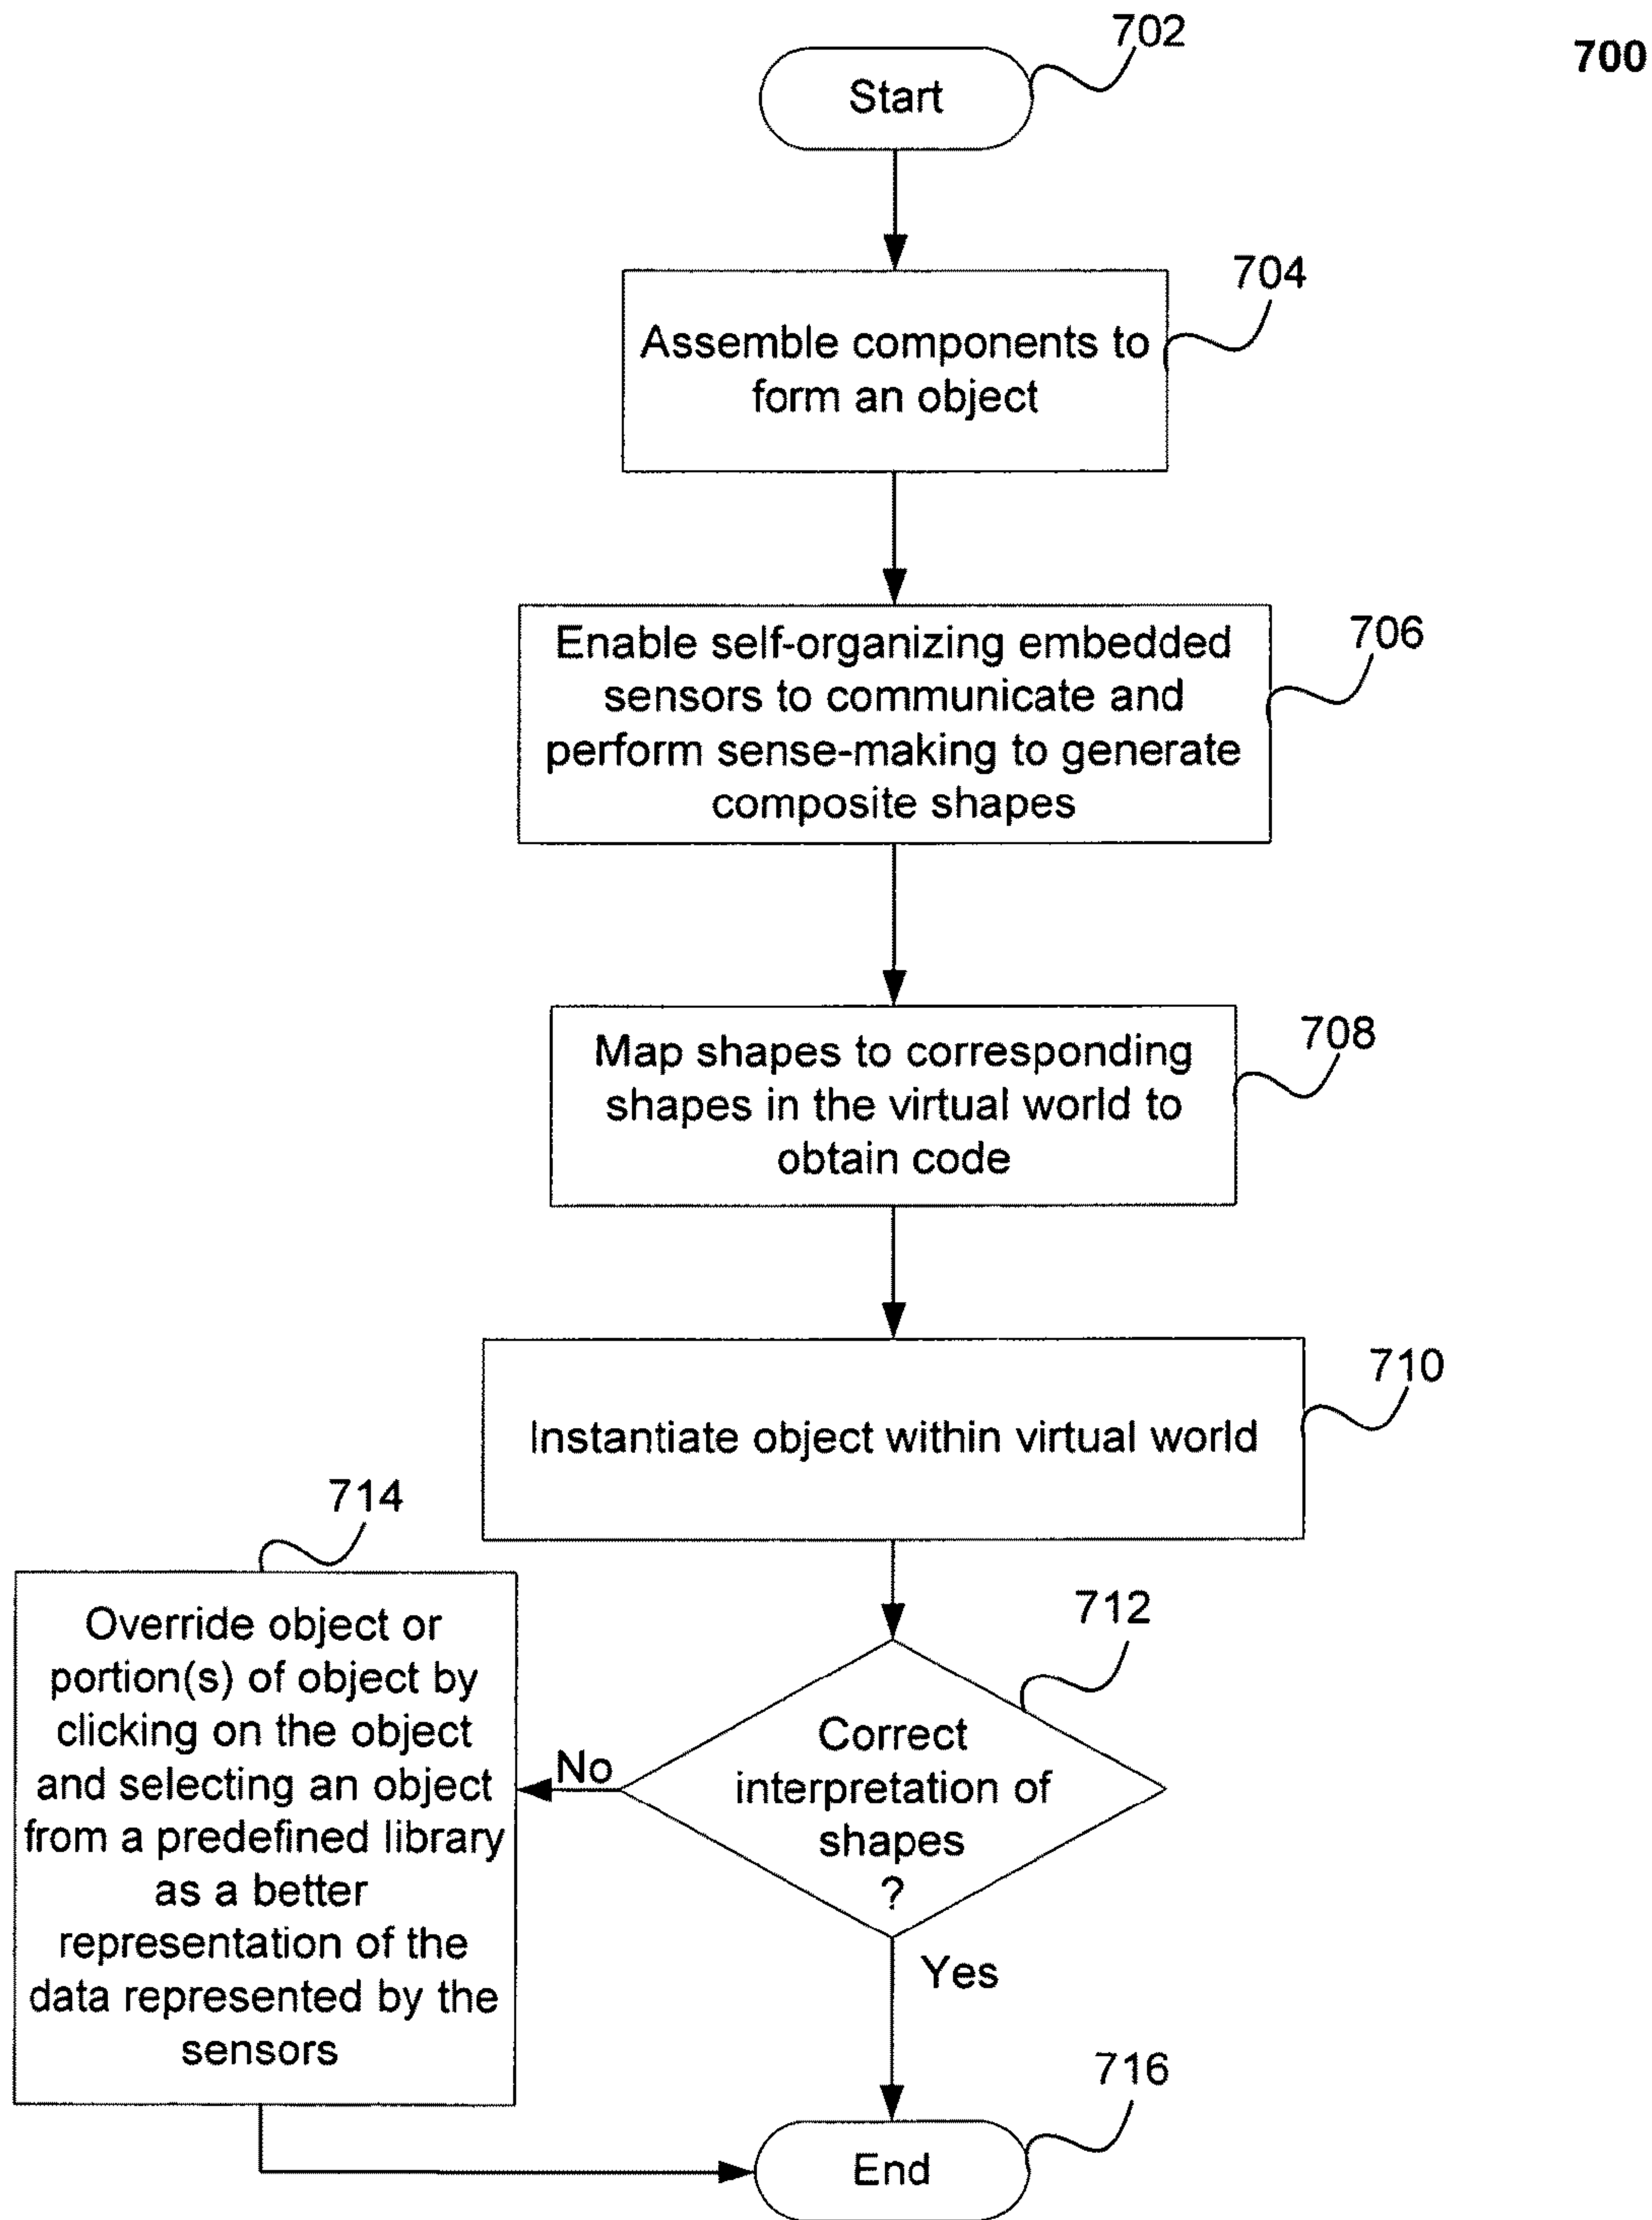 702
700
Start
704
Assemble components to
form an object
706
Enable self-organizing embedded
sensors to communicate and
perform sense-making to generate
composite shapes
708
Map shapes to corresponding
shapes in the virtual world to
obtain code
710
Instantiate object within virtual world
714
Override object or
portion(s) of object by
clicking on the object
and selecting an object
from a predefined library
as a better
representation of the
data represented by the
sensors
712
Correct
interpretation of
shapes
?
No
Yes
716
End